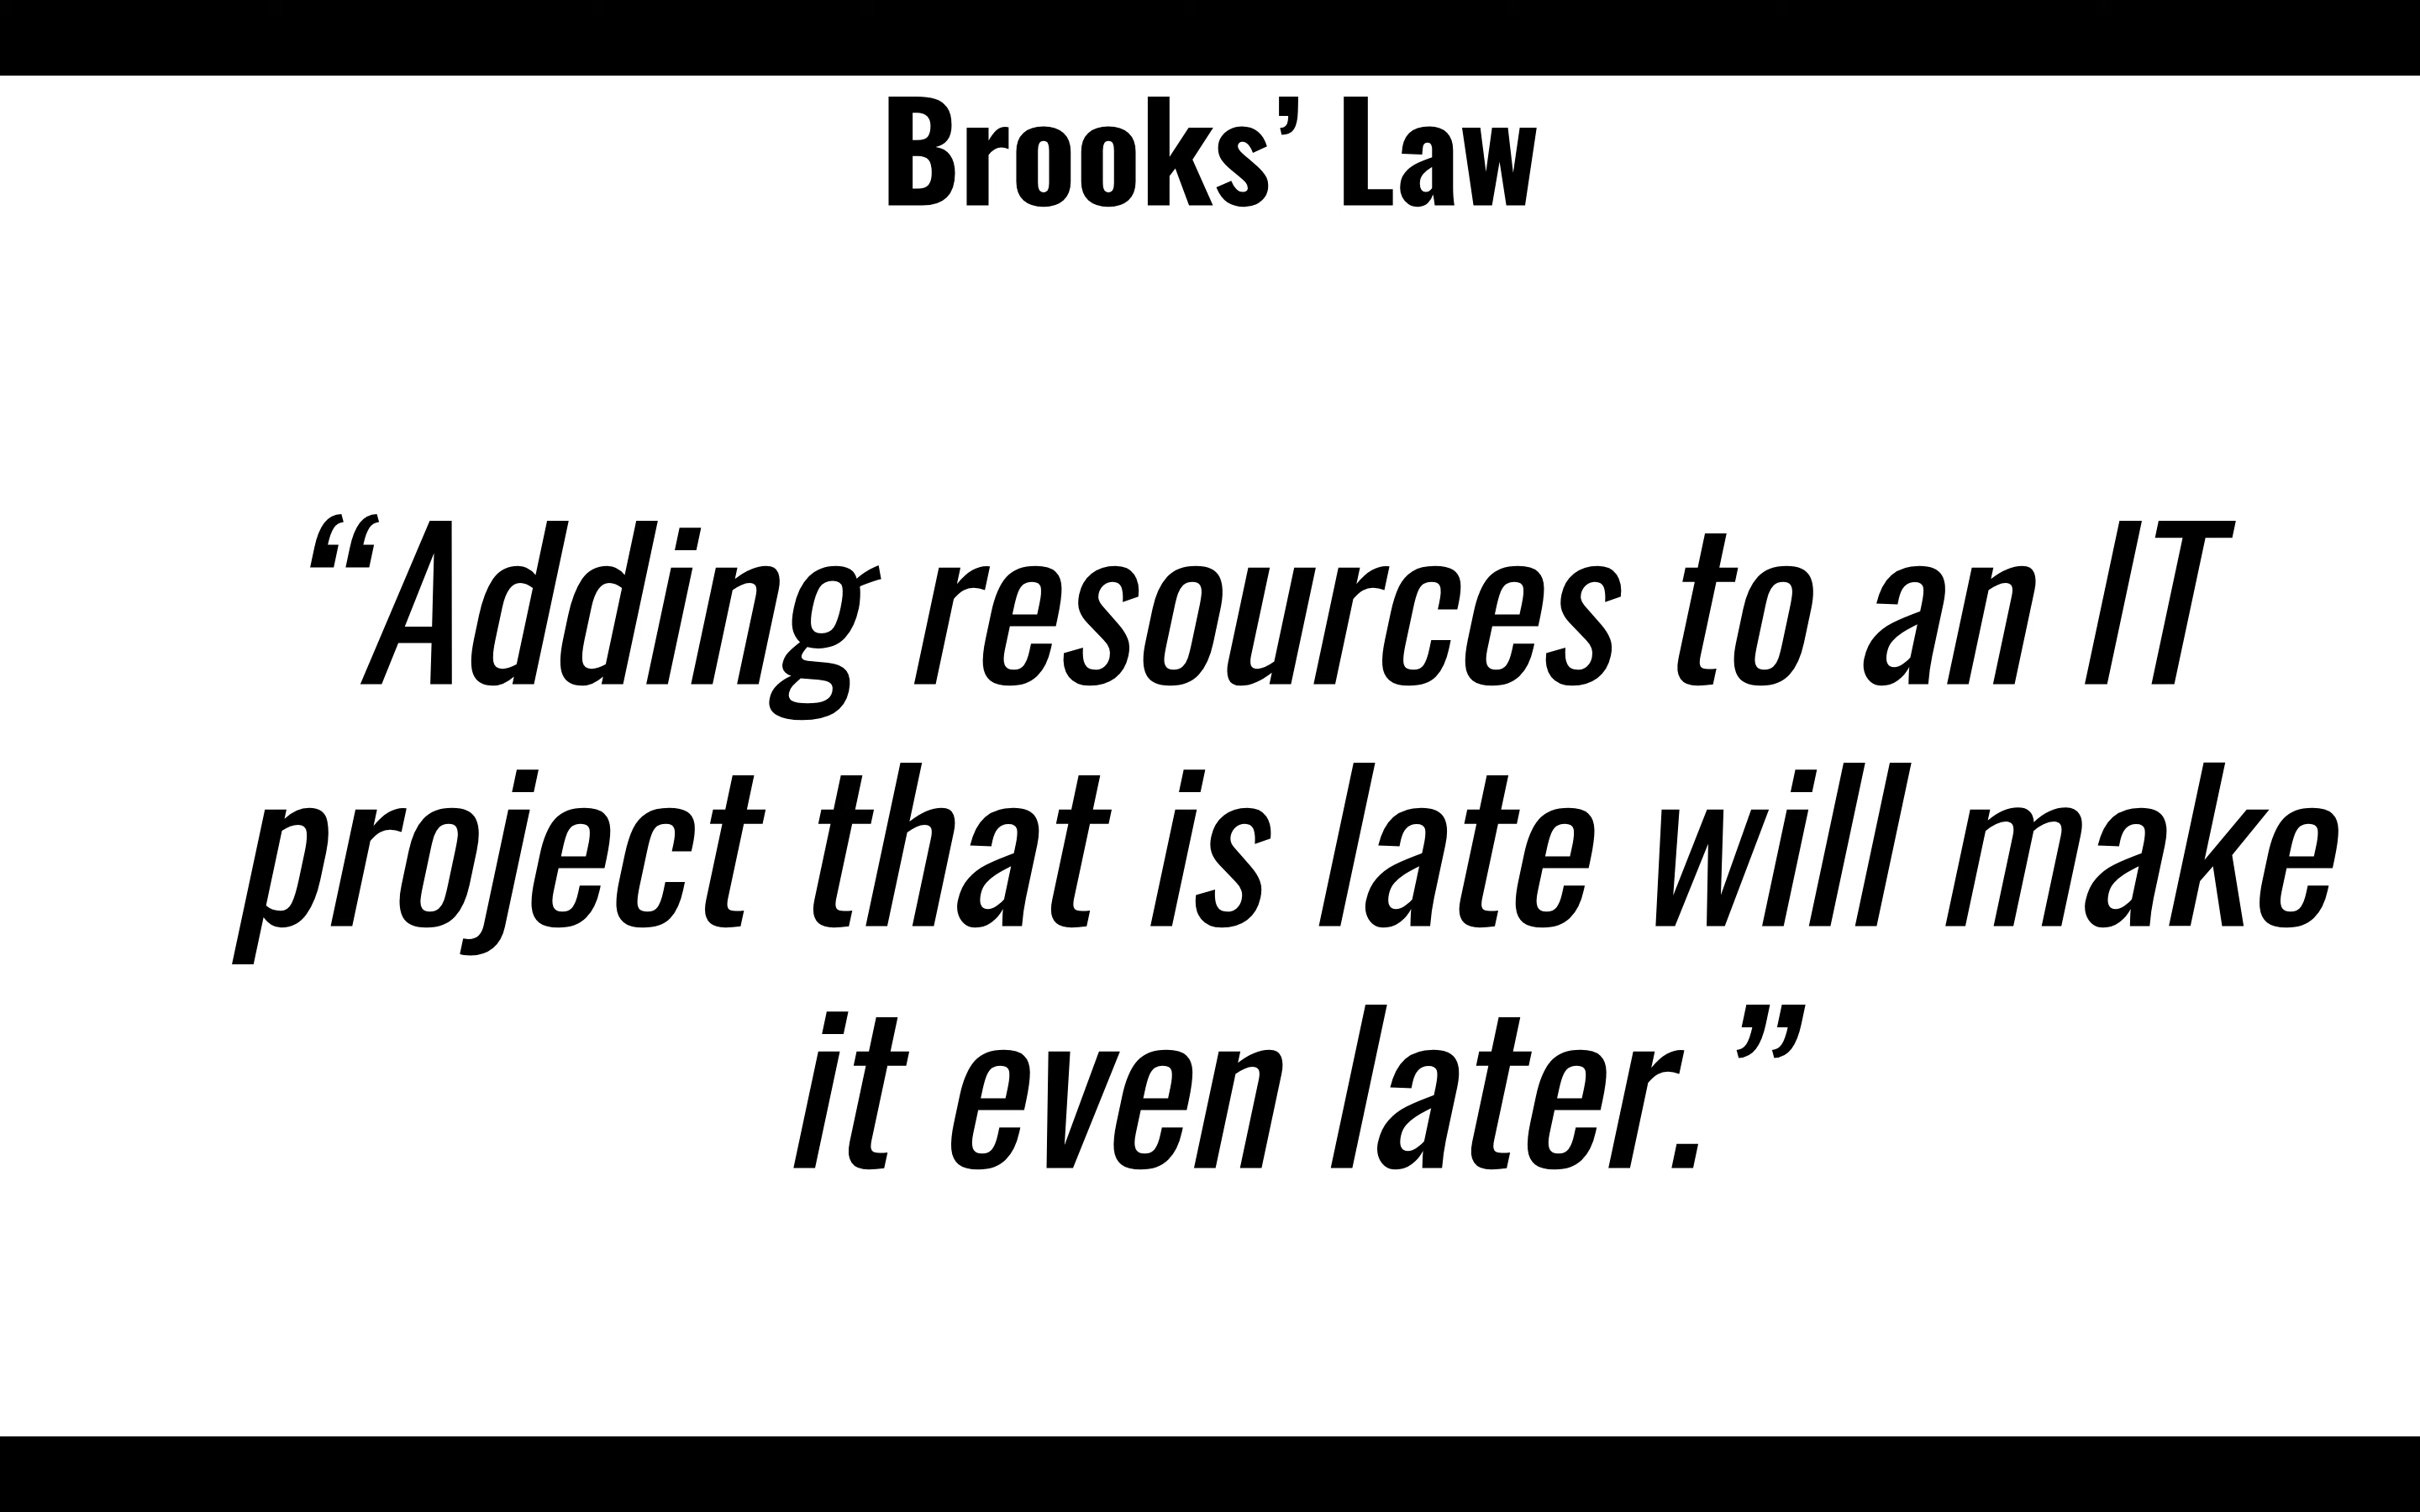 Brooks’ Law
“Adding resources to an IT
project that is late will make
it even later.”